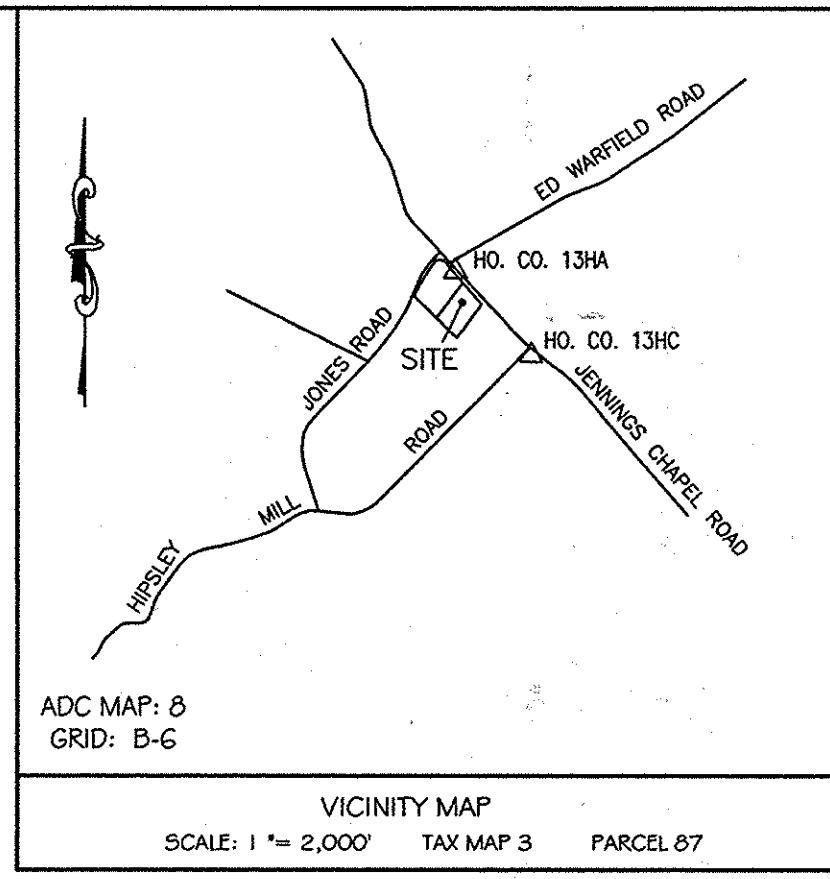 ED WARFIELD ROAD
HO. CO. 13HA
JONES ROAD
SITE
HO. CO. 13HC
JENNINGS CHAPEL ROAD
HIPSLEY MILL ROAD
ADC MAP: 8
GRID: B-6
VICINITY MAP
SCALE: 1 "= 2,000' TAX MAP 3 PARCEL 87